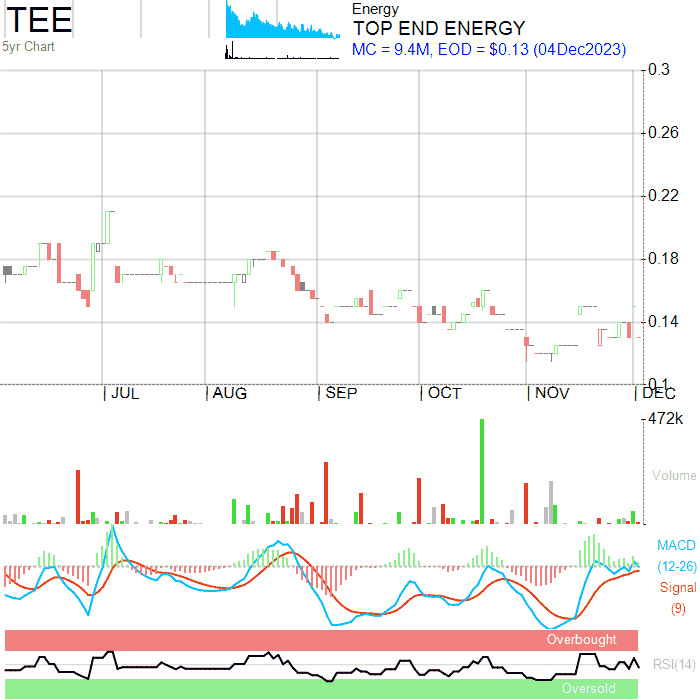 TEE
5yr Chart
Energy
TOP END ENERGY
MC = 9.4M, EOD = $0.13 (04Dec2023)
0.3
0.26
0.22
0.18
0.14
0.1
JUL AUG SEP OCT NOV DEC
472k
Volume
MACD
(12-26)
Signal
(9)
Overbought
RSI(14)
Oversold